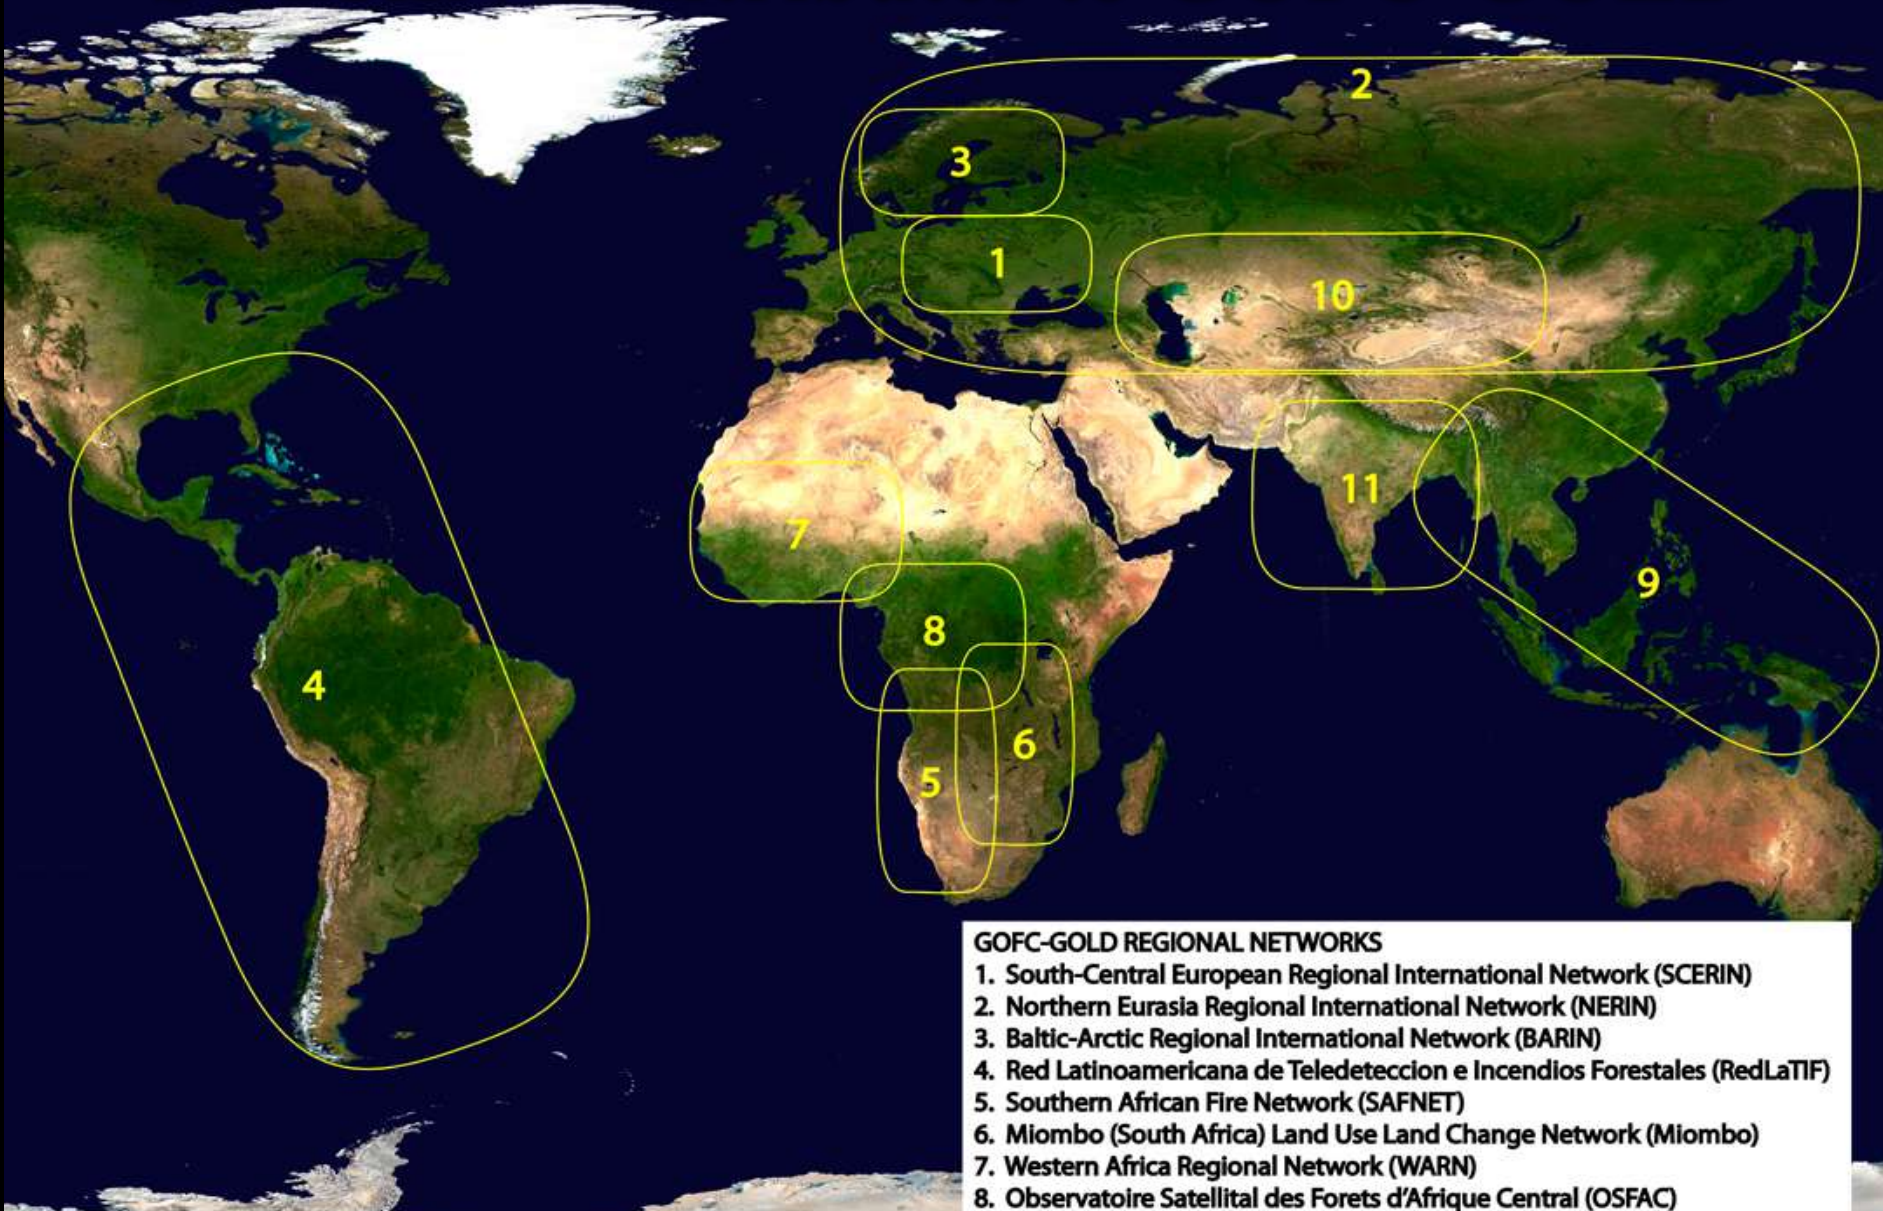 2
3
1
10
11
7
9
8
4
6
5
GOFC-GOLD REGIONAL NETWORKS
1. South-Central European Regional International Network (SCERIN)
2. Northern Eurasia Regional International Network (NERIN)
3. Baltic-Arctic Regional International Network (BARIN)
4. Red Latinoamericana de Teledeteccion e Incendios Forestales (RedLaTIF)
5. Southern African Fire Network (SAFNET)
6. Miombo (South Africa) Land Use Land Change Network (Miombo)
7. Western Africa Regional Network (WARN)
8. Observatoire Satellital des Forets d'Afrique Central (OSFAC)